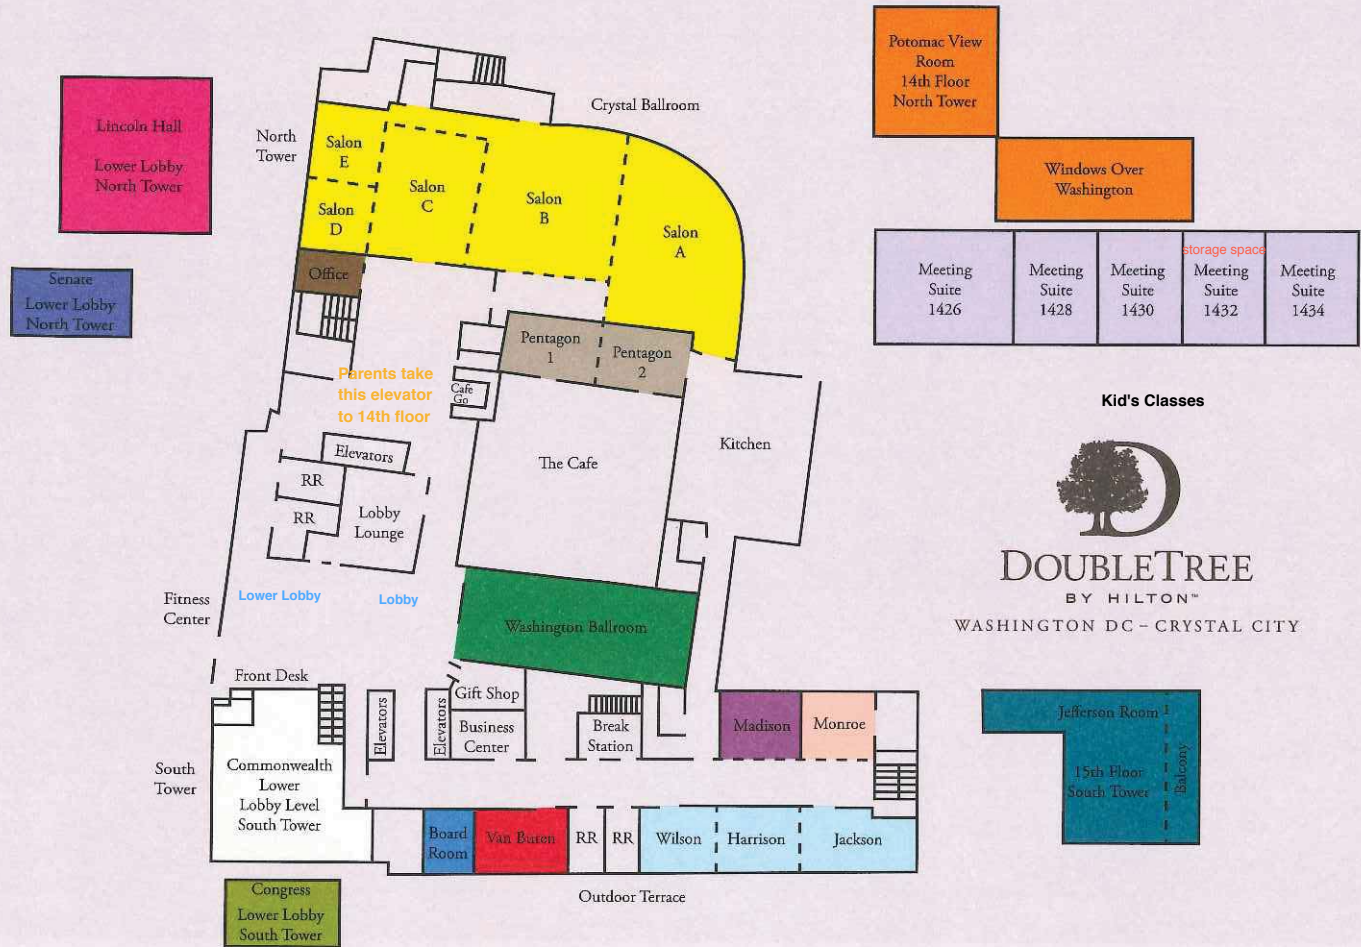 Potomac View
Room
14th Floor
North Tower
Crystal Ballroom
Lincoln Hall
Lower Lobby
North Tower
North
Tower
Salon
E
Salon
D
Salon
C
Salon
B
Salon
A
Windows Over
Washington
storage space
Meeting
Suite
1426
Meeting
Suite
1428
Meeting
Suite
1430
Meeting
Suite
1432
Meeting
Suite
1434
Office
Senate
Lower Lobby
North Tower
Pentagon
1
Pentagon
2
Parents take
this elevator
to 14th floor
Cafe
Go
Kid's Classes
Elevators
RR
RR
Lobby
Lounge
The Cafe
Kitchen
D
DOUBLETREE
BY HILTON™
WASHINGTON DC – CRYSTAL CITY
Fitness
Center
Lower Lobby
Lobby
Washington Ballroom
Front Desk
Elevators
Elevators
Gift Shop
Business
Center
Break
Station
Madison
Monroe
Jefferson Room
15th Floor
South Tower
Balcony
South
Tower
Commonwealth
Lower
Lobby Level
South Tower
Board
Room
Van Buren
RR
RR
Wilson
Harrison
Jackson
Outdoor Terrace
Congress
Lower Lobby
South Tower